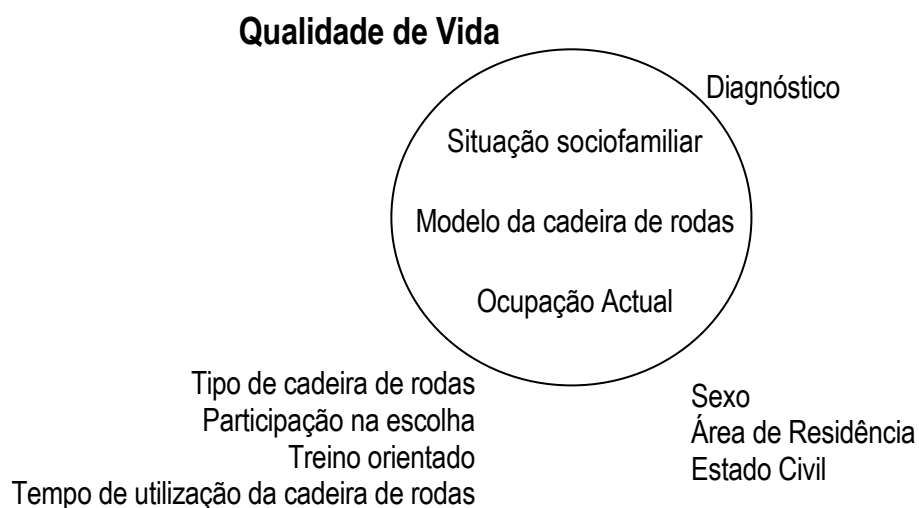 Qualidade de Vida
Diagnóstico
Situação sociofamiliar
Modelo da cadeira de rodas
Ocupação Actual
Tipo de cadeira de rodas
Participação na escolha
Treino orientado
Tempo de utilização da cadeira de rodas
Sexo
Área de Residência
Estado Civil